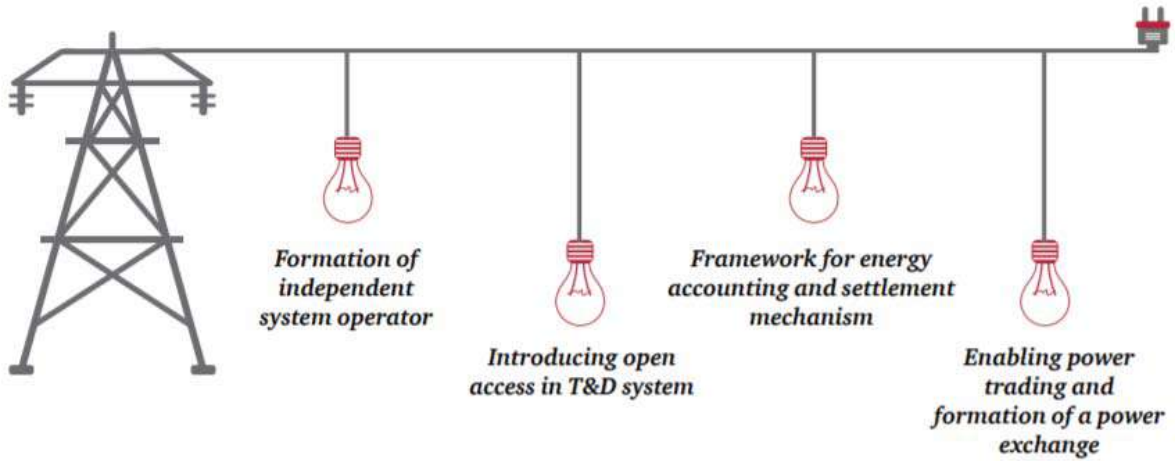 Formation of
independent
system operator
Introducing open
access in T&D system
Framework for energy
accounting and settlement
mechanism
Enabling power
trading and
formation of a power
exchange